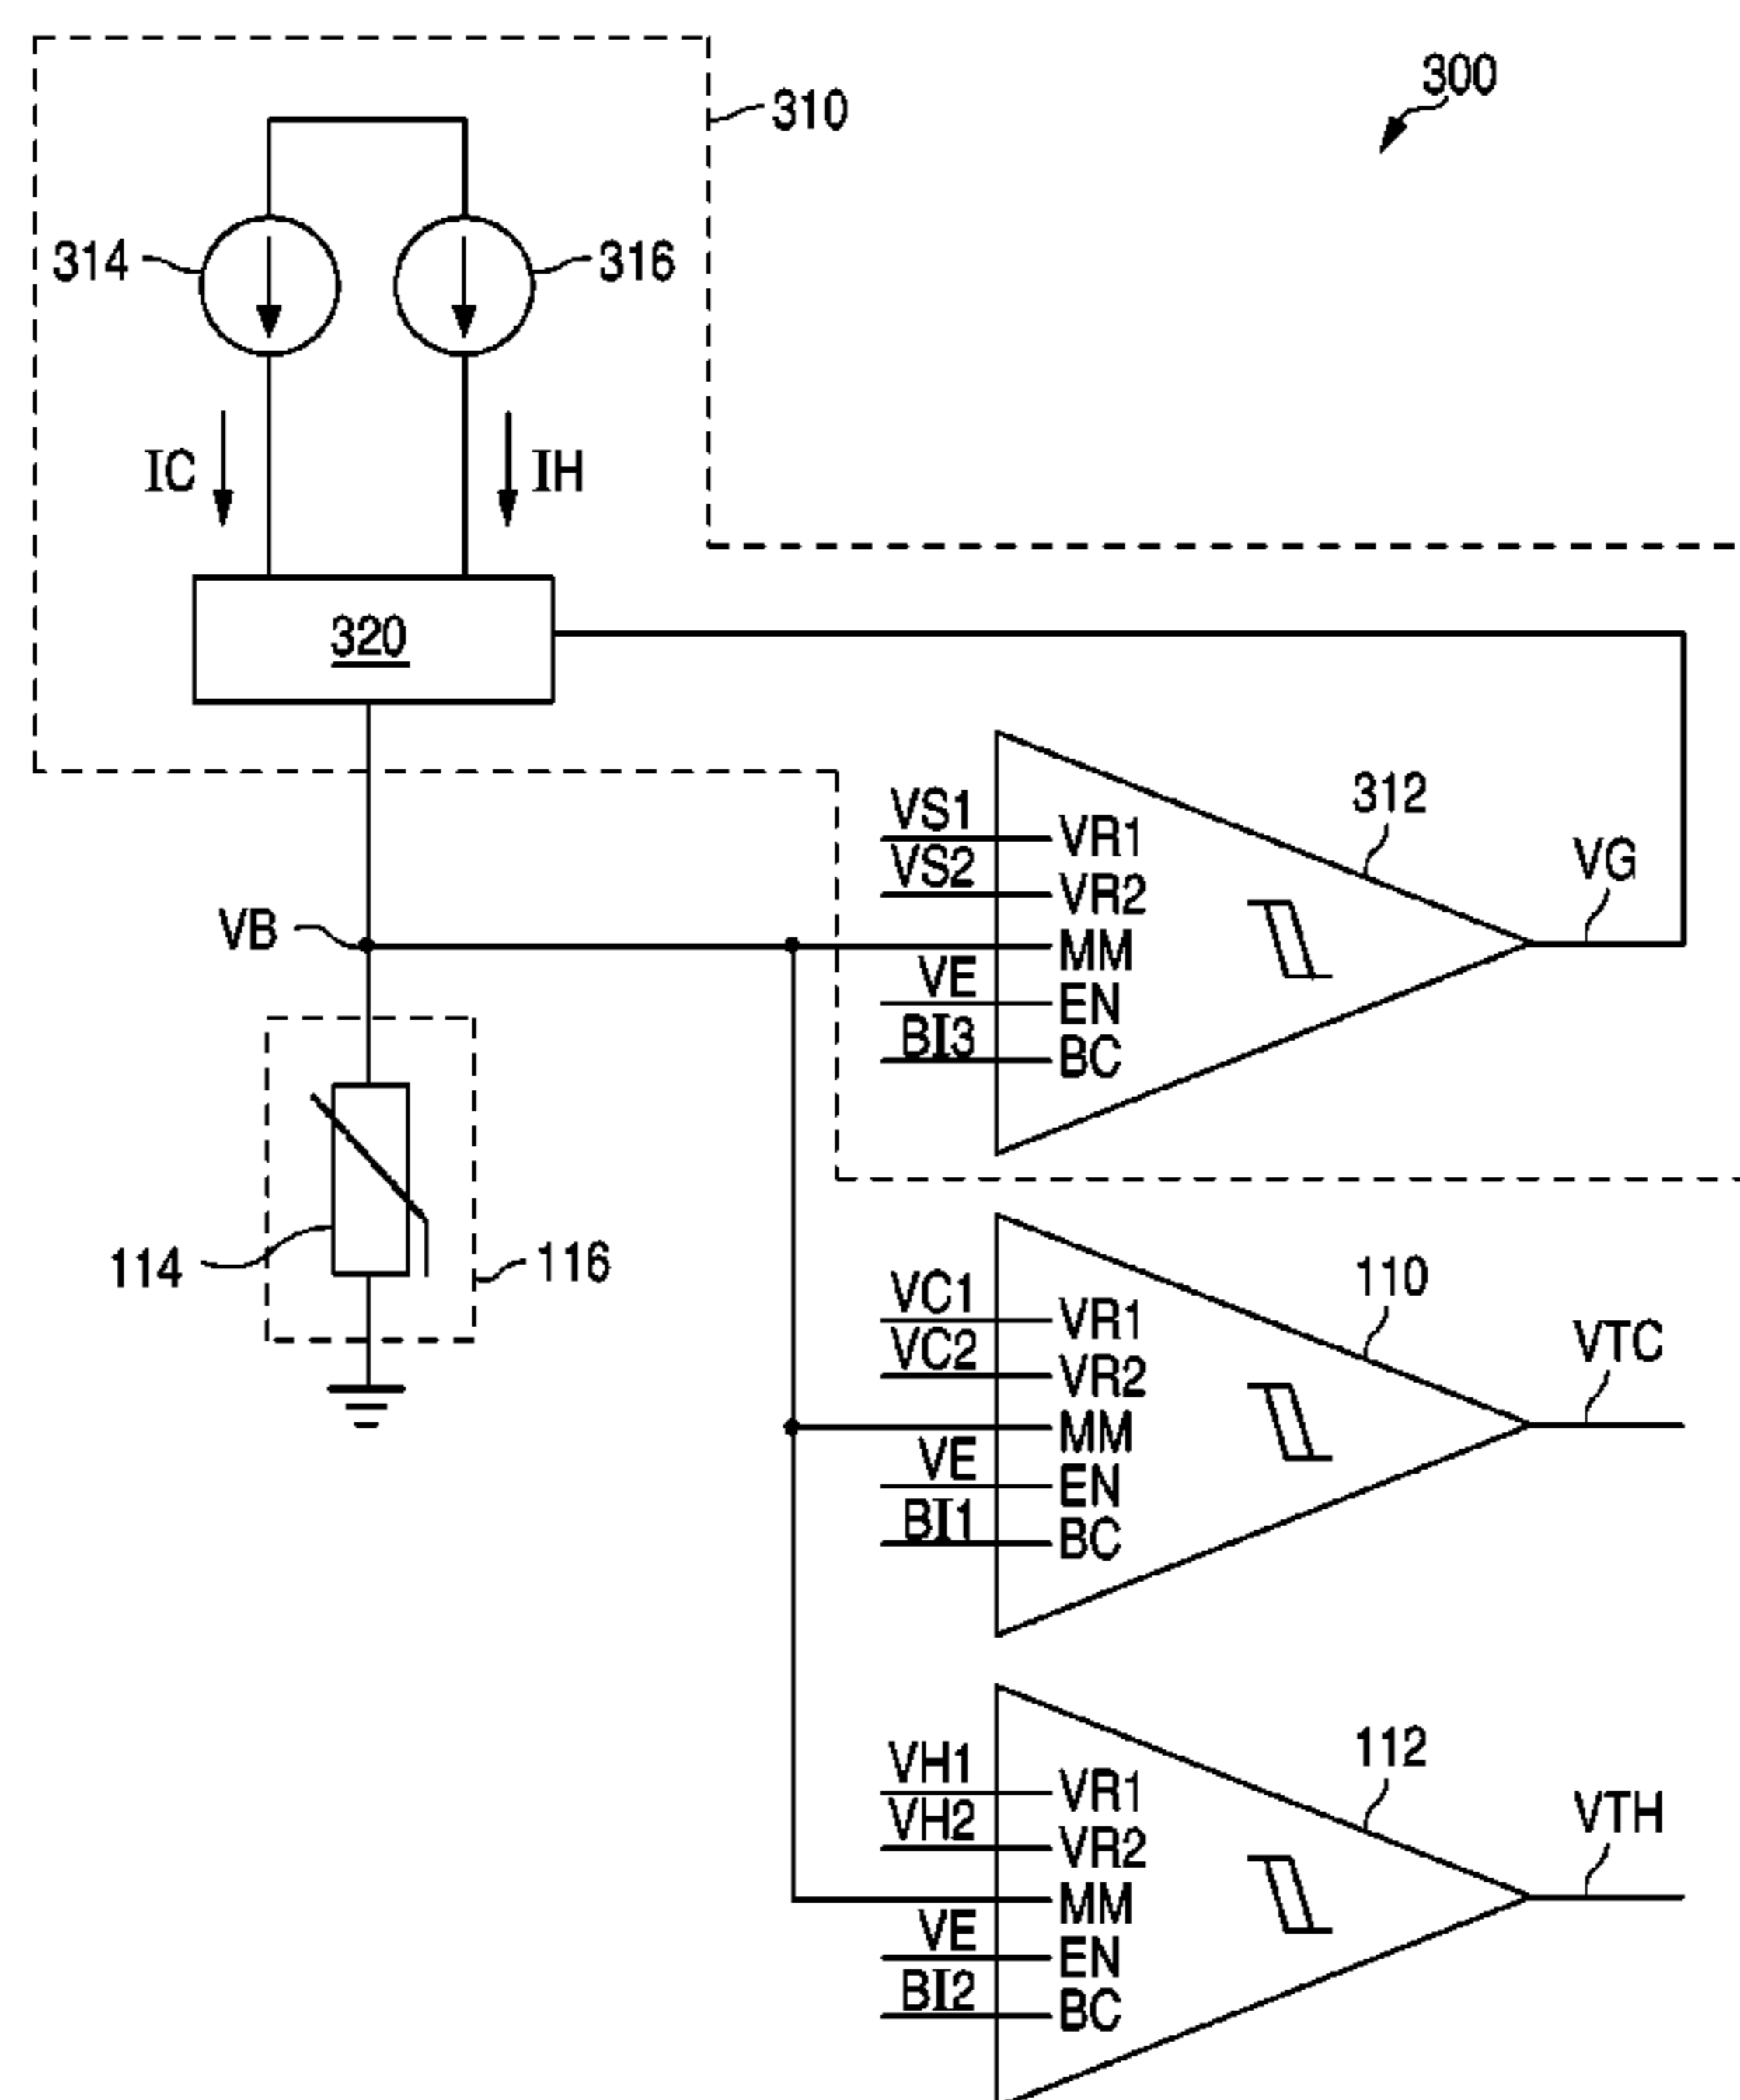 300
310
314
316
IC
IH
320
312
VS1
VR1
VS2
VR2
VG
VB
MM
VE
EN
BI3
BC
114
116
110
VC1
VR1
VC2
VR2
VTC
MM
VE
EN
BI1
BC
112
VH1
VR1
VH2
VR2
VTH
MM
VE
EN
BI2
BC